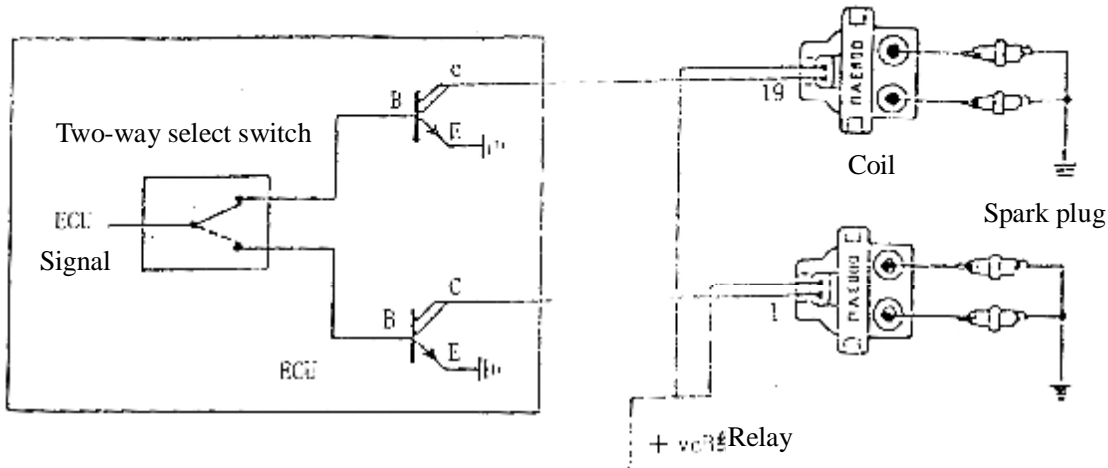 C
B
E
19
Two-way select switch
Coil
ECU
Signal
Spark plug
C
B
E
1
ECU
Relay